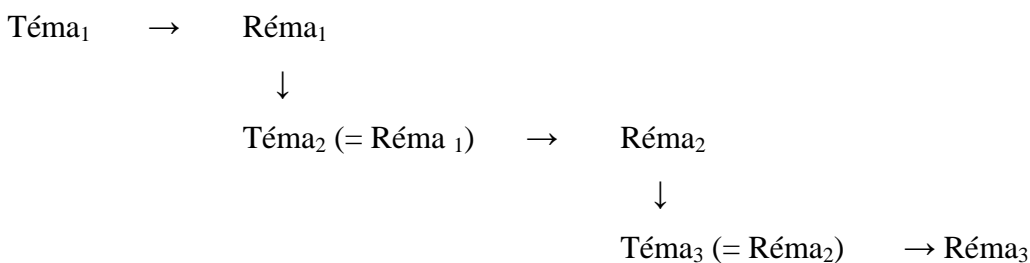 Téma₁ → Réma₁
↓
Téma₂ (= Réma ₁) → Réma₂
↓
Téma₃ (= Réma₂) → Réma₃